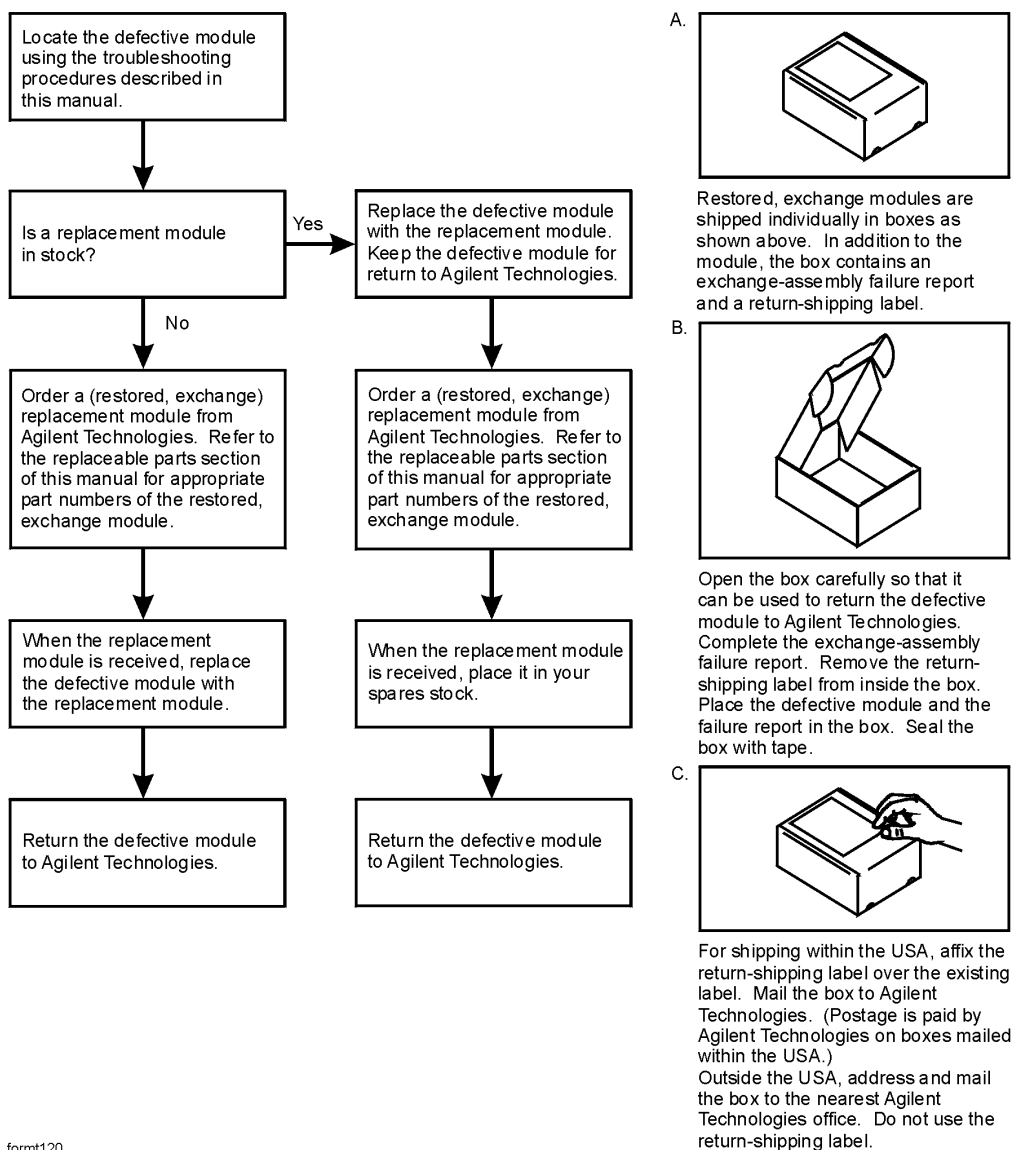 Locate the defective module
using the troubleshooting
procedures described in
this manual.
Is a replacement module
in stock?
Yes
No
Replace the defective module
with the replacement module.
Keep the defective module for
return to Agilent Technologies.
Order a (restored, exchange)
replacement module from
Agilent Technologies. Refer to
the replaceable parts section
of this manual for appropriate
part numbers of the restored,
exchange module.
Order a (restored, exchange)
replacement module from
Agilent Technologies. Refer to
the replaceable parts section
of this manual for appropriate
part numbers of the restored,
exchange module.
When the replacement
module is received, replace
the defective module with
the replacement module.
When the replacement module
is received, place it in your
spares stock.
Return the defective module
to Agilent Technologies.
Return the defective module
to Agilent Technologies.
A.
Restored, exchange modules are
shipped individually in boxes as
shown above. In addition to the
module, the box contains an
exchange-assembly failure report
and a return-shipping label.
B.
Open the box carefully so that it
can be used to return the defective
module to Agilent Technologies.
Complete the exchange-assembly
failure report. Remove the return-
shipping label from inside the box.
Place the defective module and the
failure report in the box. Seal the
box with tape.
C.
For shipping within the USA, affix the
return-shipping label over the existing
label. Mail the box to Agilent
Technologies. (Postage is paid by
Agilent Technologies on boxes mailed
within the USA.)
Outside the USA, address and mail
the box to the nearest Agilent
Technologies office. Do not use the
return-shipping label.
formt120